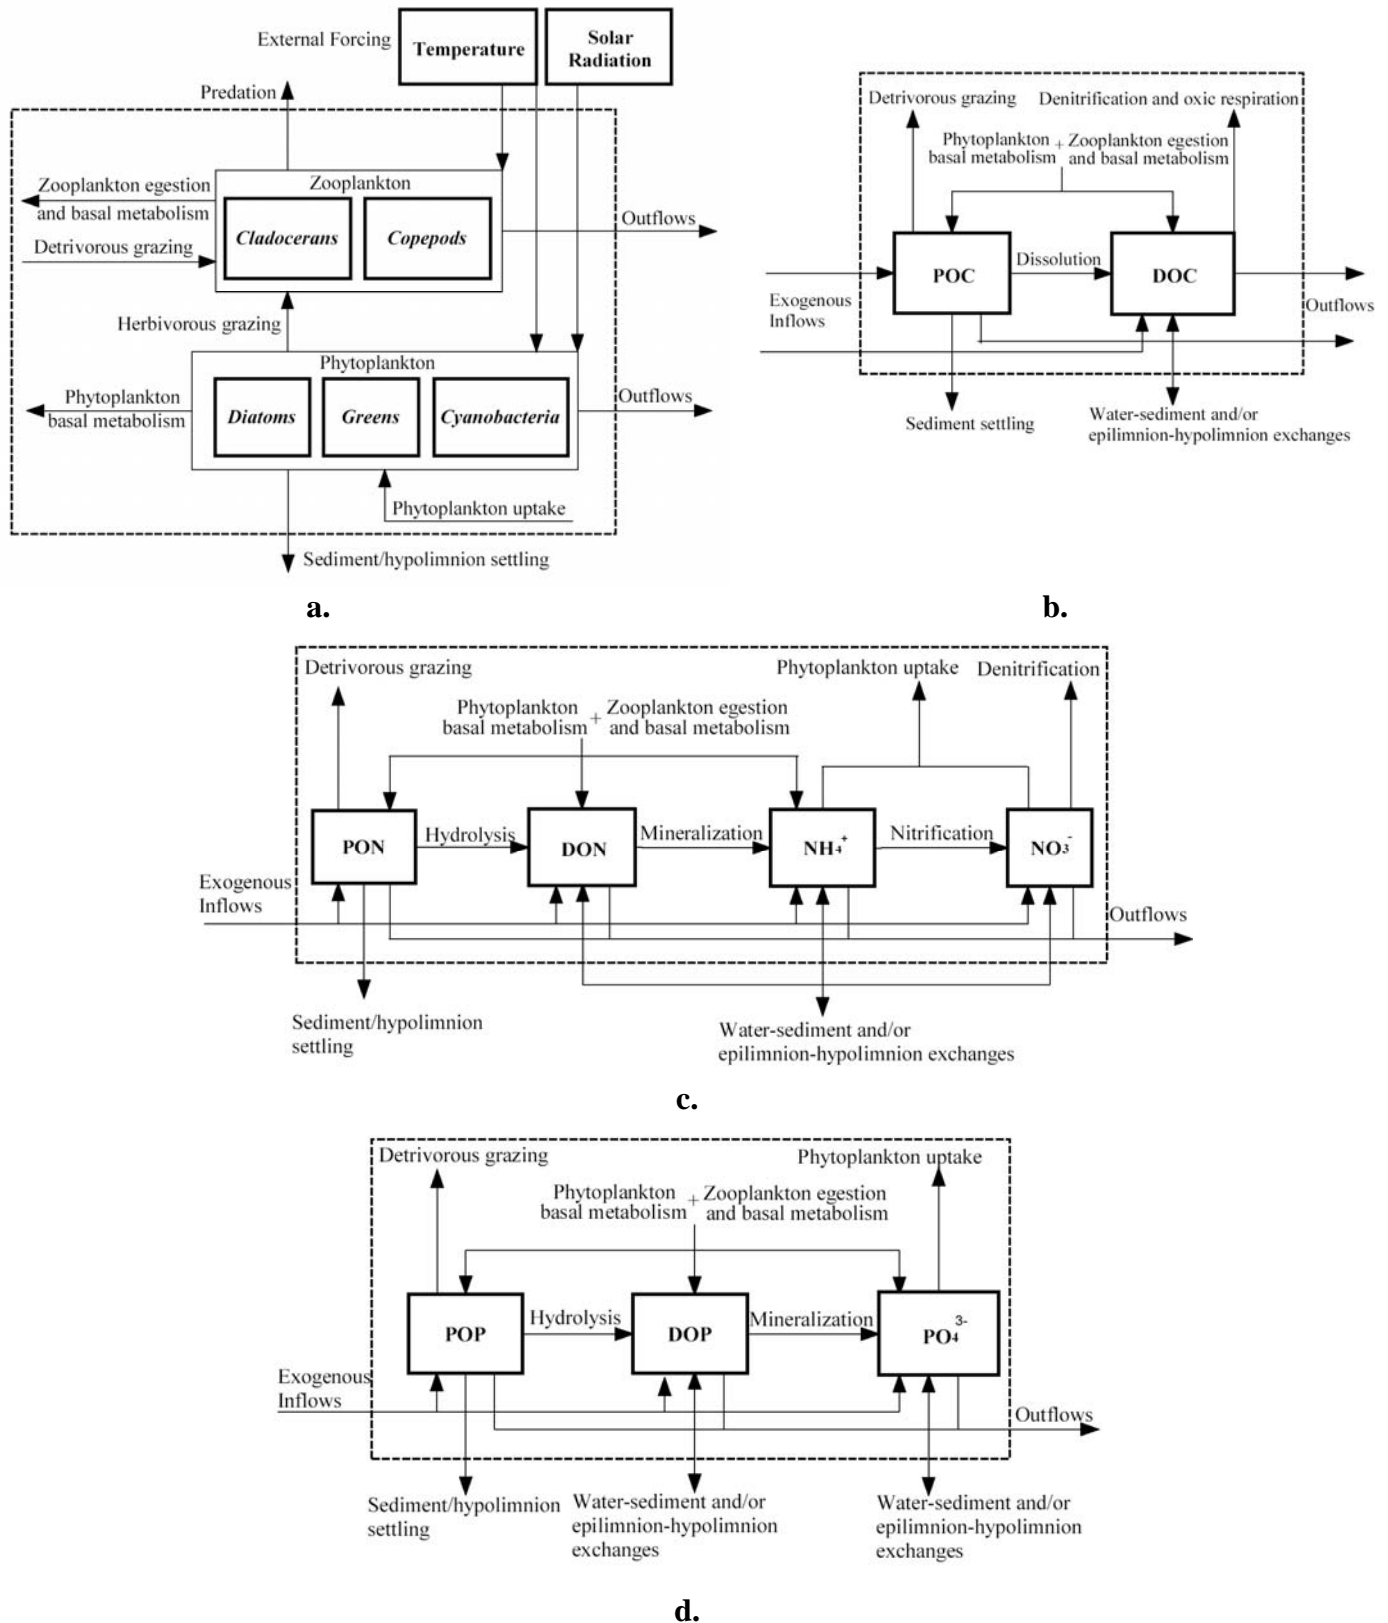 External Forcing
Temperature
Solar
Radiation
Predation
Zooplankton egestion
and basal metabolism
Zooplankton
Cladocerans
Copepods
Outflows
Detrivorous grazing
Herbivorous grazing
Phytoplankton
Phytoplankton
basal metabolism
Diatoms
Greens
Cyanobacteria
Outflows
Phytoplankton uptake
Sediment/hypolimnion settling
a.
Detrivorous grazing
Denitrification and oxic respiration
Phytoplankton + Zooplankton egestion
basal metabolism and basal metabolism
POC
Dissolution
DOC
Exogenous
Inflows
Outflows
Sediment settling
Water-sediment and/or
epilimnion-hypolimnion exchanges
b.
Detrivorous grazing
Phytoplankton uptake
Denitrification
Phytoplankton + Zooplankton egestion
basal metabolism and basal metabolism
PON
Hydrolysis
DON
Mineralization
NH4+
Nitrification
NO3-
Exogenous
Inflows
Outflows
Sediment/hypolimnion
settling
Water-sediment and/or
epilimnion-hypolimnion exchanges
c.
Detrivorous grazing
Phytoplankton uptake
Phytoplankton + Zooplankton egestion
basal metabolism and basal metabolism
POP
Hydrolysis
DOP
Mineralization
PO4 3-
Exogenous
Inflows
Outflows
Sediment/hypolimnion
settling
Water-sediment and/or
epilimnion-hypolimnion
exchanges
Water-sediment and/or
epilimnion-hypolimnion
exchanges
d.